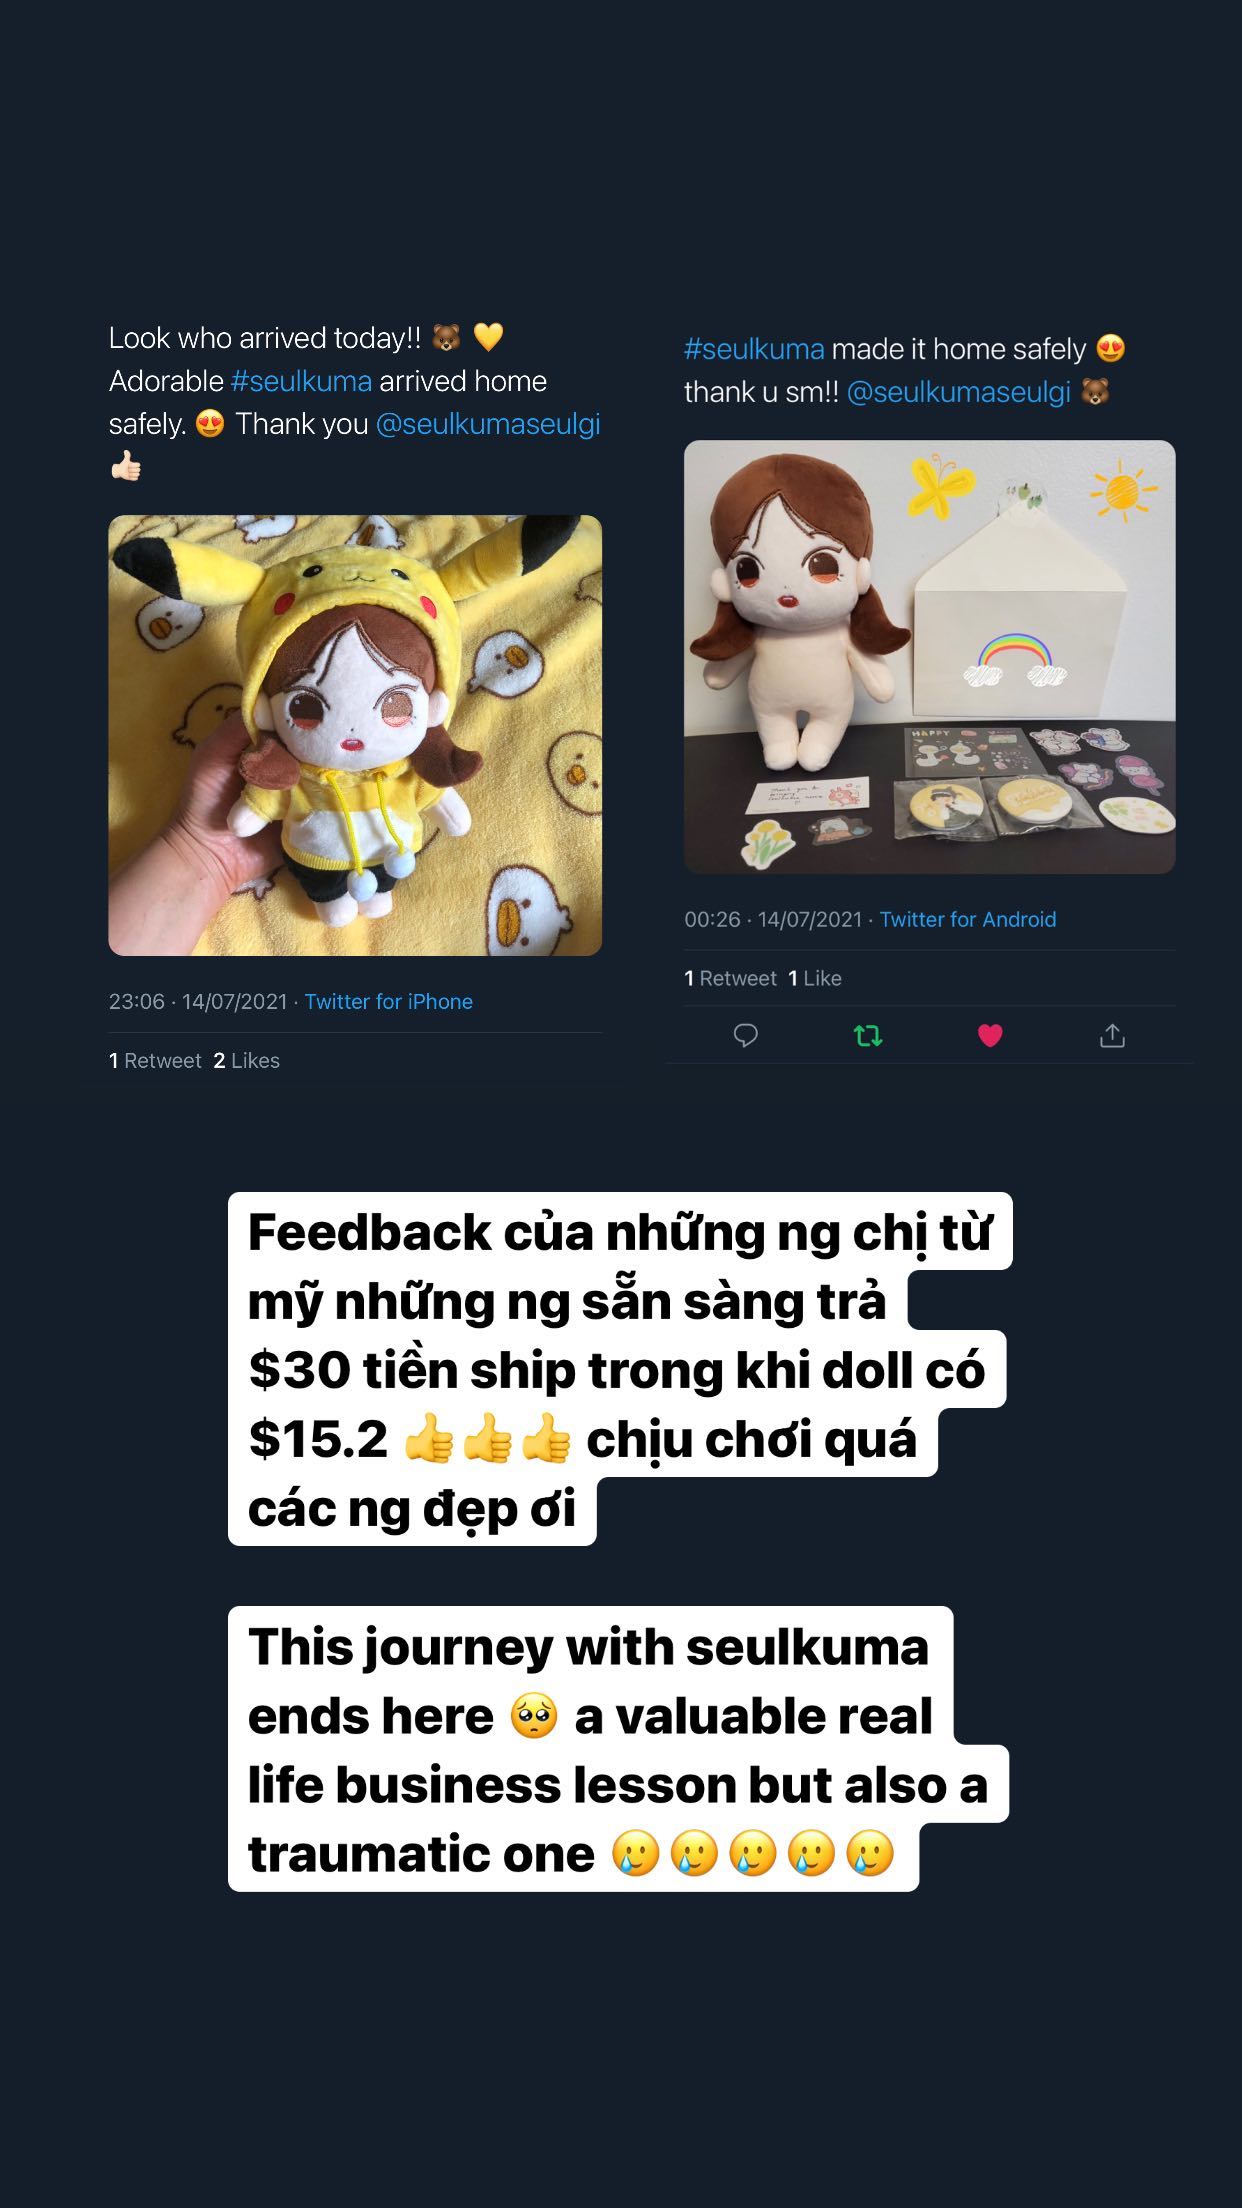 Look who arrived today!! 🐻 💛
Adorable #seulkuma arrived home
safely. 😍 Thank you @seulkumaseulgi
👍🏻
23:06 · 14/07/2021 · Twitter for iPhone
1 Retweet 2 Likes
#seulkuma made it home safely 😍
thank u sm!! @seulkumaseulgi 🐻
HAPPY
00:26 · 14/07/2021 · Twitter for Android
1 Retweet 1 Like
Feedback của những ng chị từ
mỹ những ng sẵn sàng trả
$30 tiền ship trong khi doll có
$15.2 👍👍👍 chịu chơi quá
các ng đẹp ơi
This journey with seulkuma
ends here 🥺 a valuable real
life business lesson but also a
traumatic one 🥲🥲🥲🥲🥲